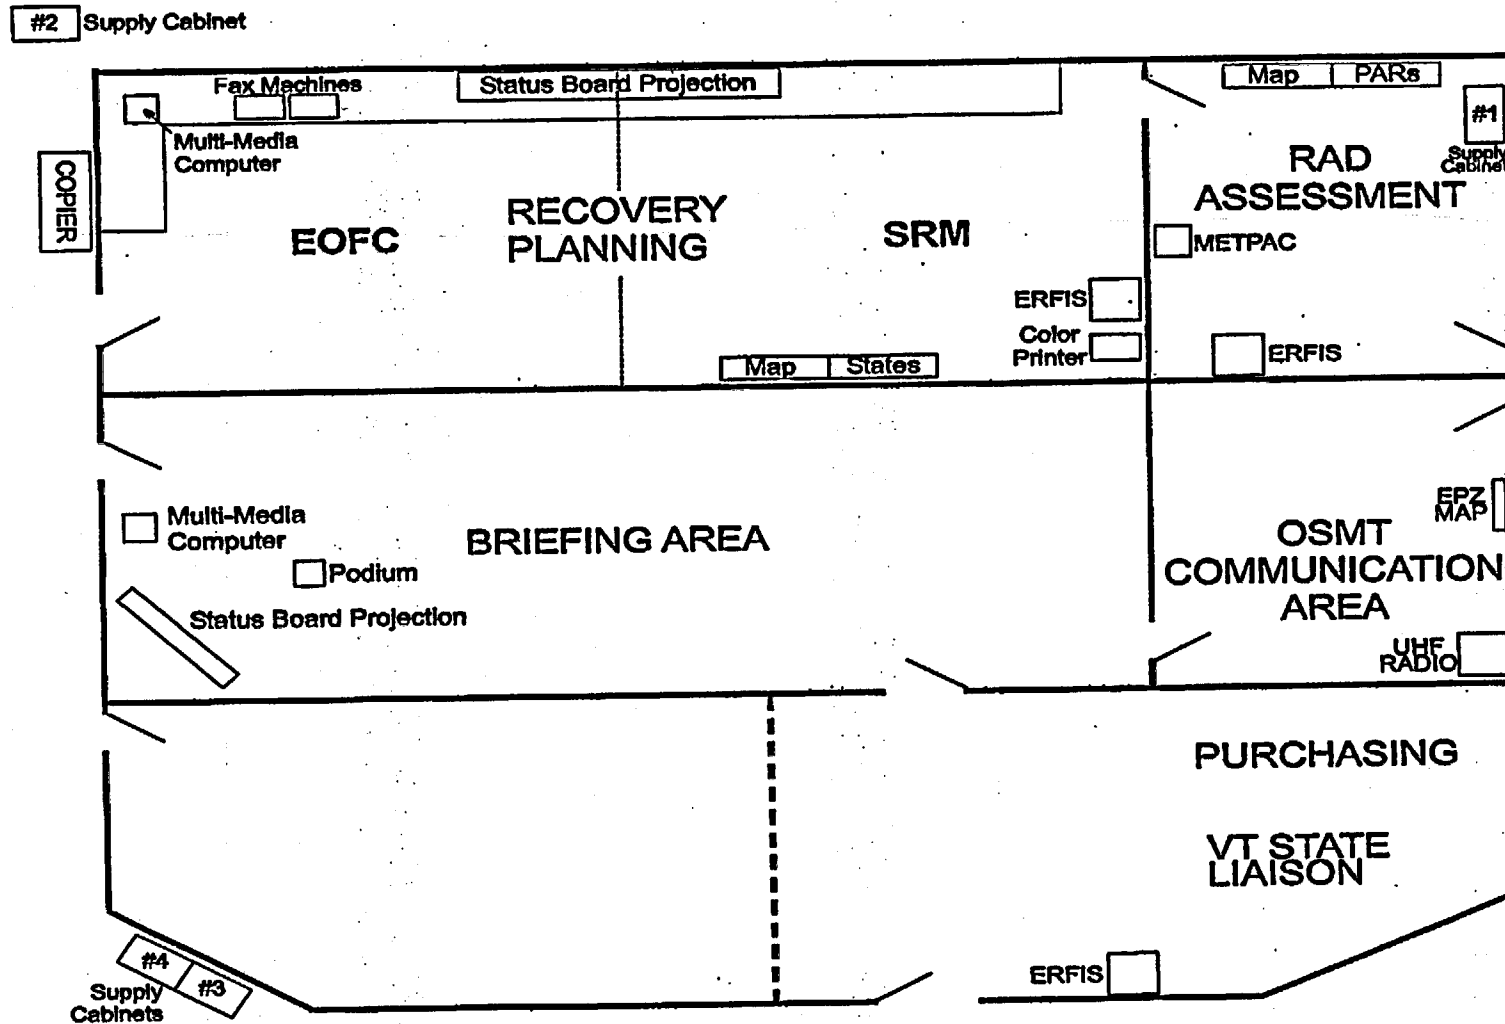 #2 Supply Cabinet
Fax Machines
Status Board Projection
Map PARs
#1
Supply
Cabinet
Multi-Media
Computer
COPIER
RAD
ASSESSMENT
EOFC
RECOVERY
PLANNING
SRM
METPAC
ERFIS
Color
Printer
ERFIS
Map States
Multi-Media
Computer
Podium
Status Board Projection
BRIEFING AREA
EPZ
MAP
OSMT
COMMUNICATION
AREA
UHF
RADIO
PURCHASING
VT STATE
LIAISON
ERFIS
#4
#3
Supply
Cabinets